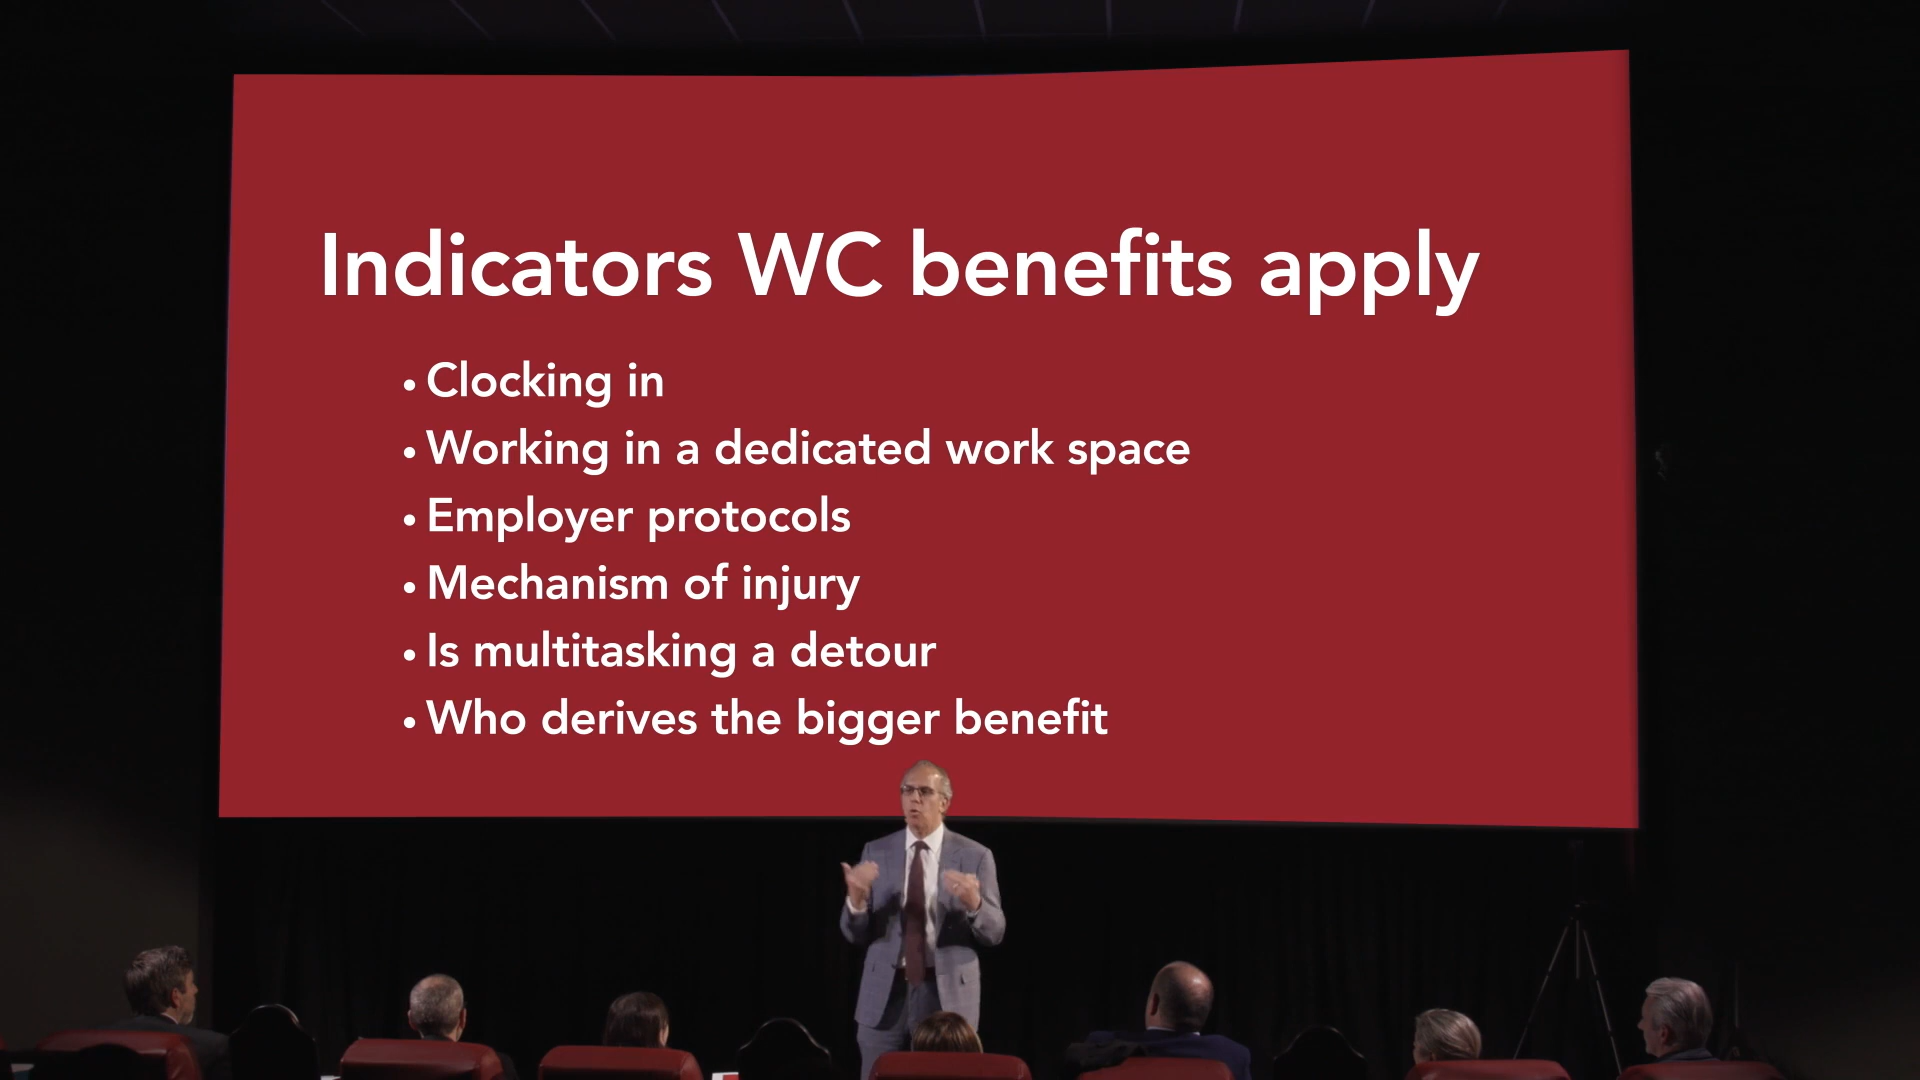 Indicators WC benefits apply
• Clocking in
• Working in a dedicated work space
• Employer protocols
• Mechanism of injury
• Is multitasking a detour
• Who derives the bigger benefit